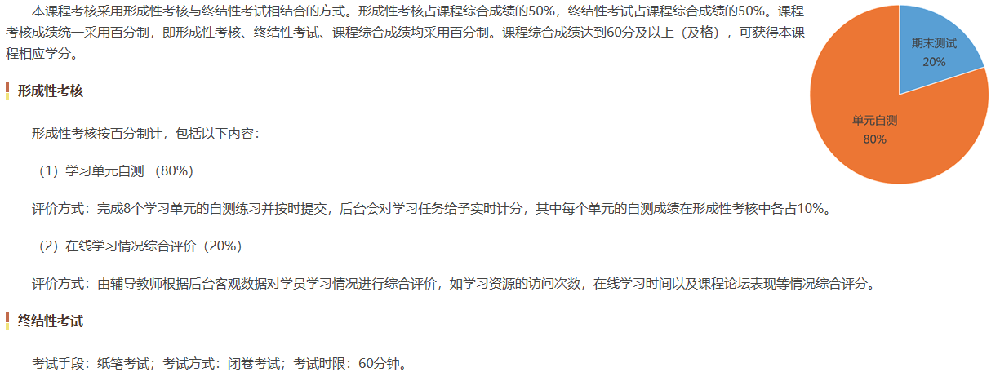 本课程考核采用形成性考核与终结性考试相结合的方式。形成性考核占课程综合成绩的50%，终结性考试占课程综合成绩的50%。课程
考核成绩统一采用百分制，即形成性考核、终结性考试、课程综合成绩均采用百分制。课程综合成绩达到60分及以上（及格），可获得本课
程相应学分。
期末测试
20%
单元自测
80%
形成性考核
形成性考核按百分制计，包括以下内容：
（1）学习单元自测 （80%）
评价方式：完成8个学习单元的自测练习并按时提交，后台会对学习任务给予实时计分，其中每个单元的自测成绩在形成性考核中各占10%。
（2）在线学习情况综合评价（20%）
评价方式：由辅导教师根据后台客观数据对学员学习情况进行综合评价，如学习资源的访问次数，在线学习时间以及课程论坛表现等情况综合评分。
终结性考试
考试手段：纸笔考试；考试方式：闭卷考试；考试时限：60分钟。